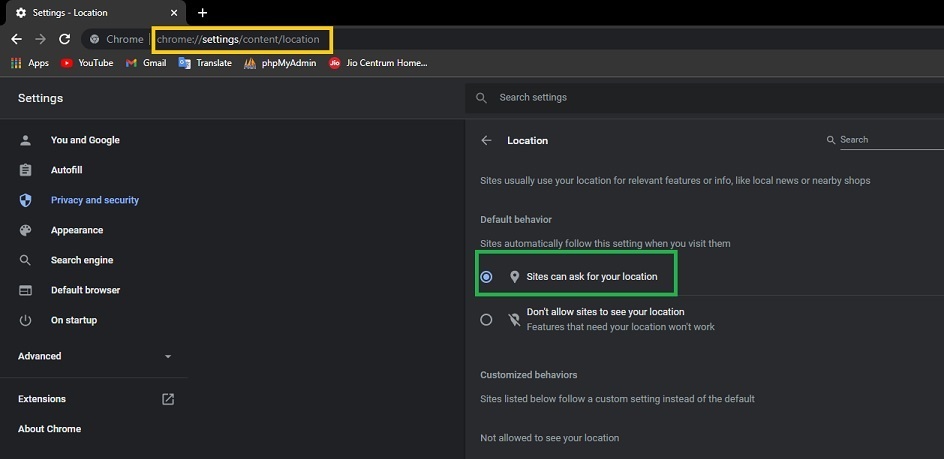 Settings - Location
Chrome | chrome://settings/content/location
Apps YouTube Gmail Translate phpMyAdmin Jio Jio Centrum Home...
Settings
Search settings
You and Google
Autofill
Privacy and security
Appearance
Search engine
Default browser
On startup
Advanced
Extensions
About Chrome
Location
Search
Sites usually use your location for relevant features or info, like local news or nearby shops
Default behavior
Sites automatically follow this setting when you visit them
Sites can ask for your location
Don't allow sites to see your location
Features that need your location won't work
Customized behaviors
Sites listed below follow a custom setting instead of the default
Not allowed to see your location